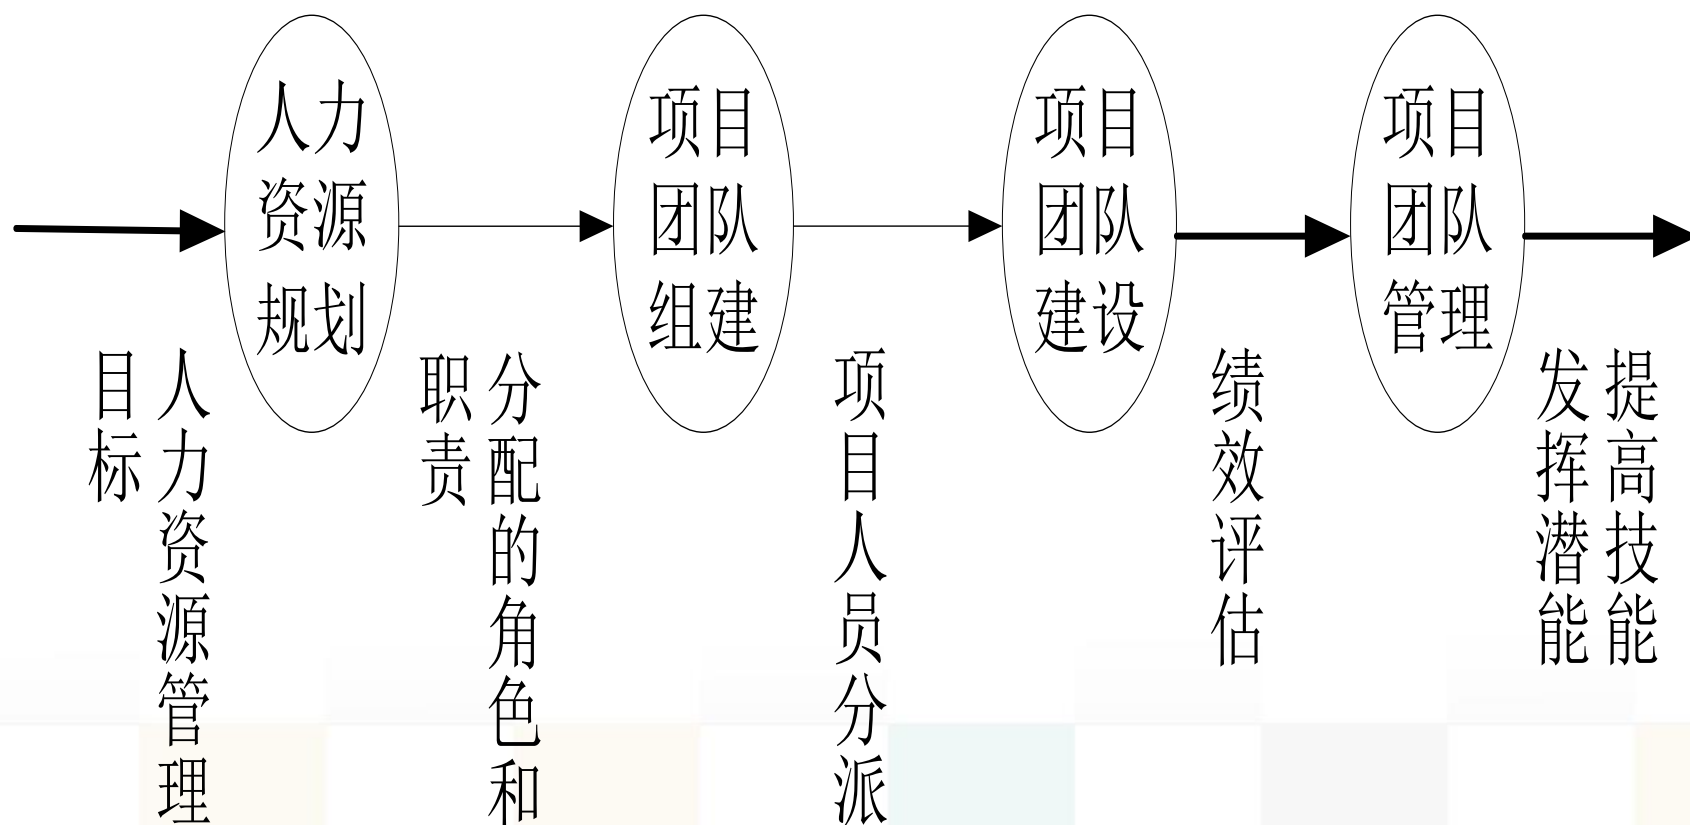 人力
资源
规划
项目
团队
组建
项目
团队
建设
项目
团队
管理
人力资源管理
目标
分配的角色和
职责
项目人员分派
绩效评估
提高技能
发挥潜能